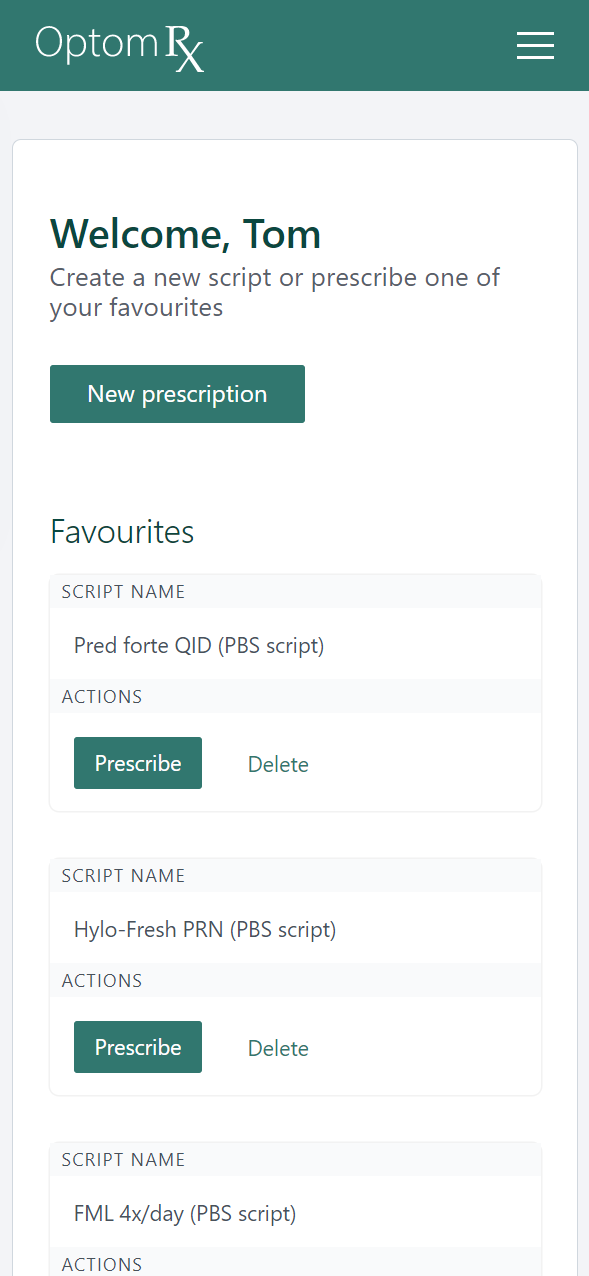 Optom Rx
Welcome, Tom
Create a new script or prescribe one of
your favourites
New prescription
Favourites
SCRIPT NAME
Pred forte QID (PBS script)
ACTIONS
Prescribe Delete
SCRIPT NAME
Hylo-Fresh PRN (PBS script)
ACTIONS
Prescribe Delete
SCRIPT NAME
FML 4x/day (PBS script)
ACTIONS